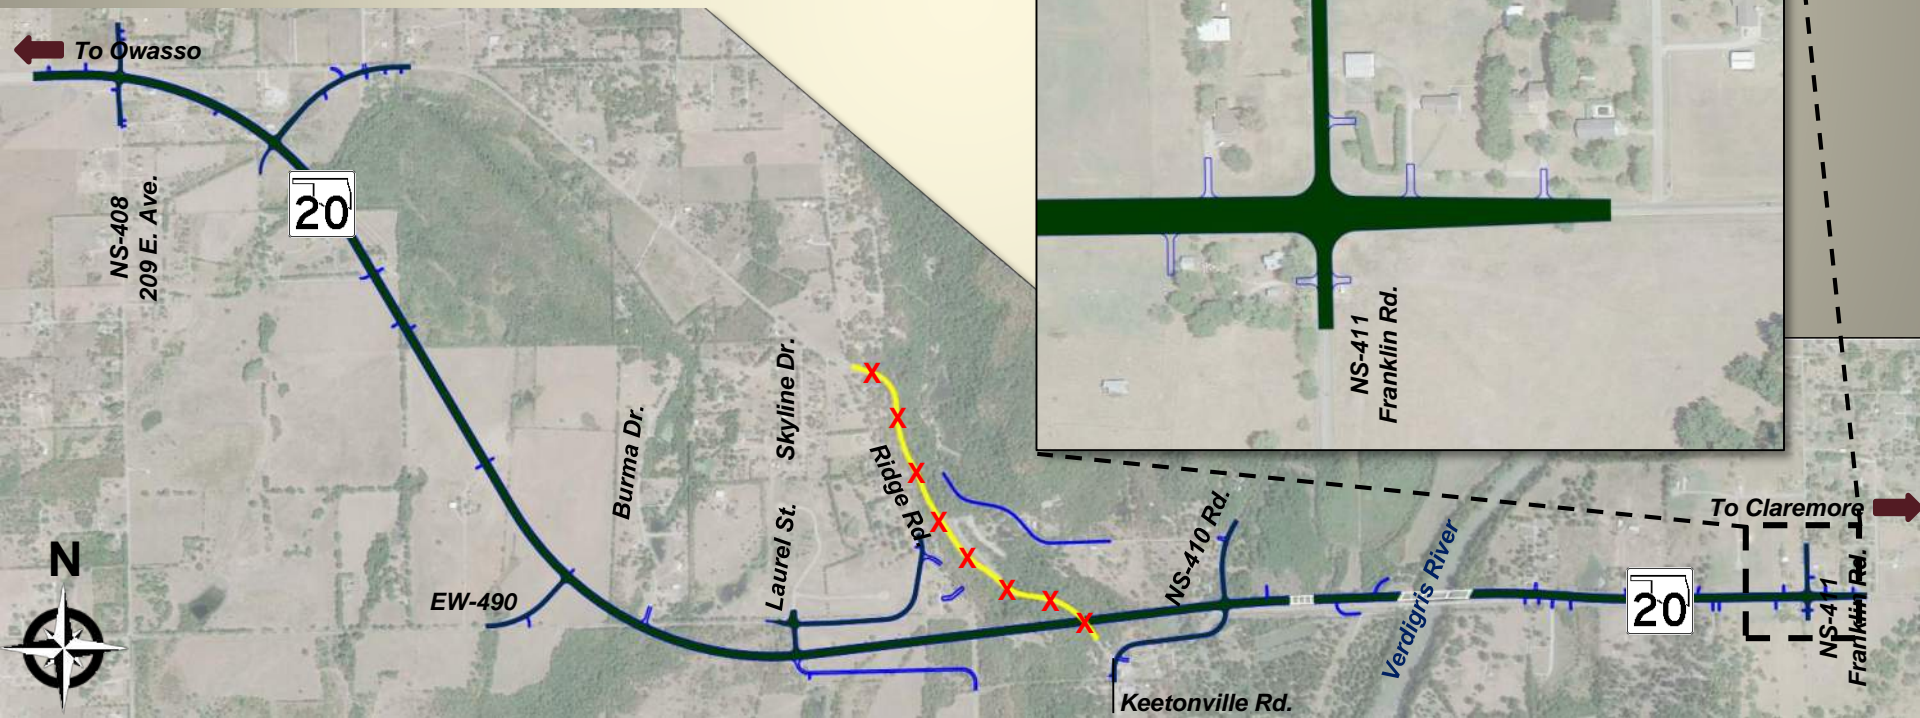 To Owasso
20
NS-408
209 E. Ave.
NS-411
Franklin Rd.
Skyline Dr.
Burma Dr.
Ridge Rd.
Laurel St.
NS-410 Rd.
To Claremore
N
EW-490
Verdigris River
20
NS-411
Franklin Rd.
Keetonville Rd.
X
X
X
X
X
X
X
X